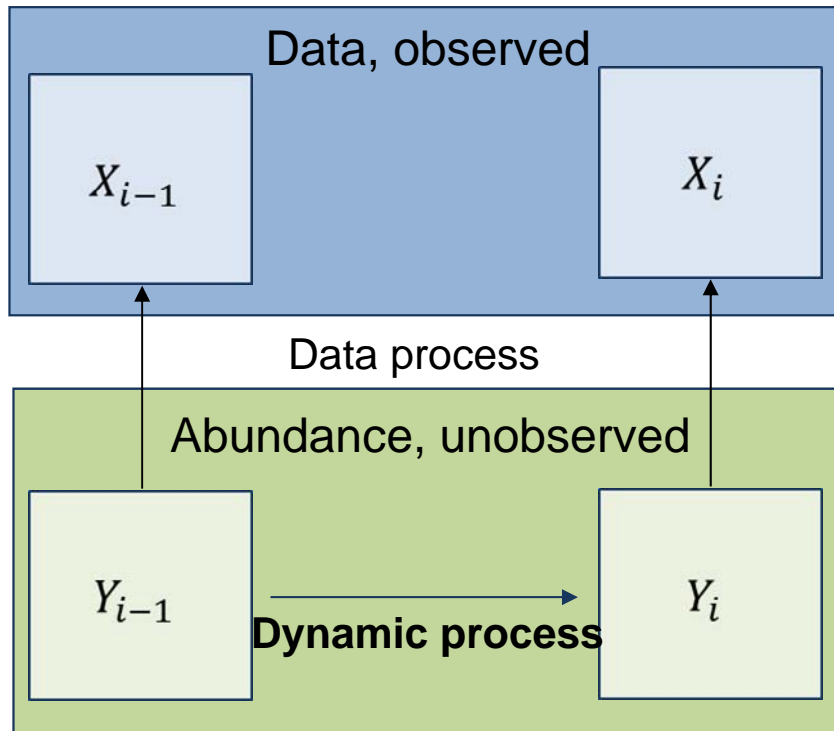 Data, observed
X_{i−1}
X_i
Data process
Abundance, unobserved
Y_{i−1}
Y_i
Dynamic process